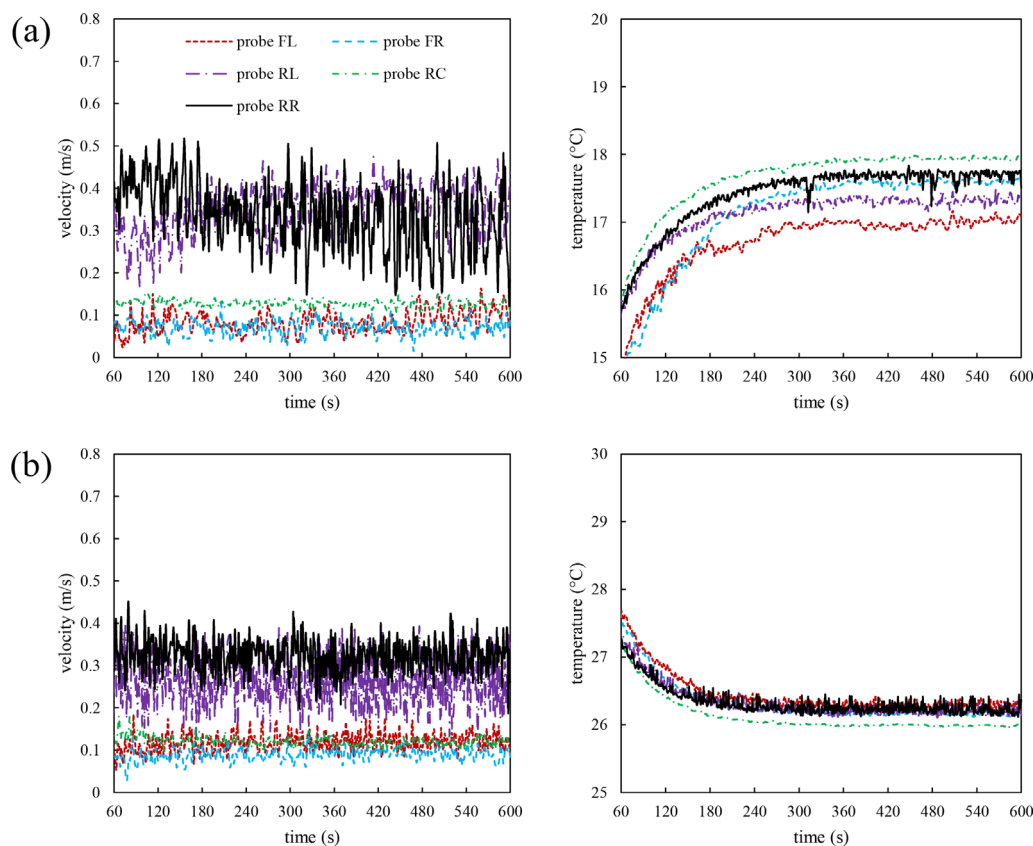 (a)
0.8
0.7
0.6
0.5
0.4
0.3
0.2
0.1
0
velocity (m/s)
probe FL
probe FR
probe RL
probe RC
probe RR
60 120 180 240 300 360 420 480 540 600
time (s)
20
19
18
17
16
15
temperature (°C)
60 120 180 240 300 360 420 480 540 600
time (s)
(b)
0.8
0.7
0.6
0.5
0.4
0.3
0.2
0.1
0
velocity (m/s)
60 120 180 240 300 360 420 480 540 600
time (s)
30
29
28
27
26
25
temperature (°C)
60 120 180 240 300 360 420 480 540 600
time (s)